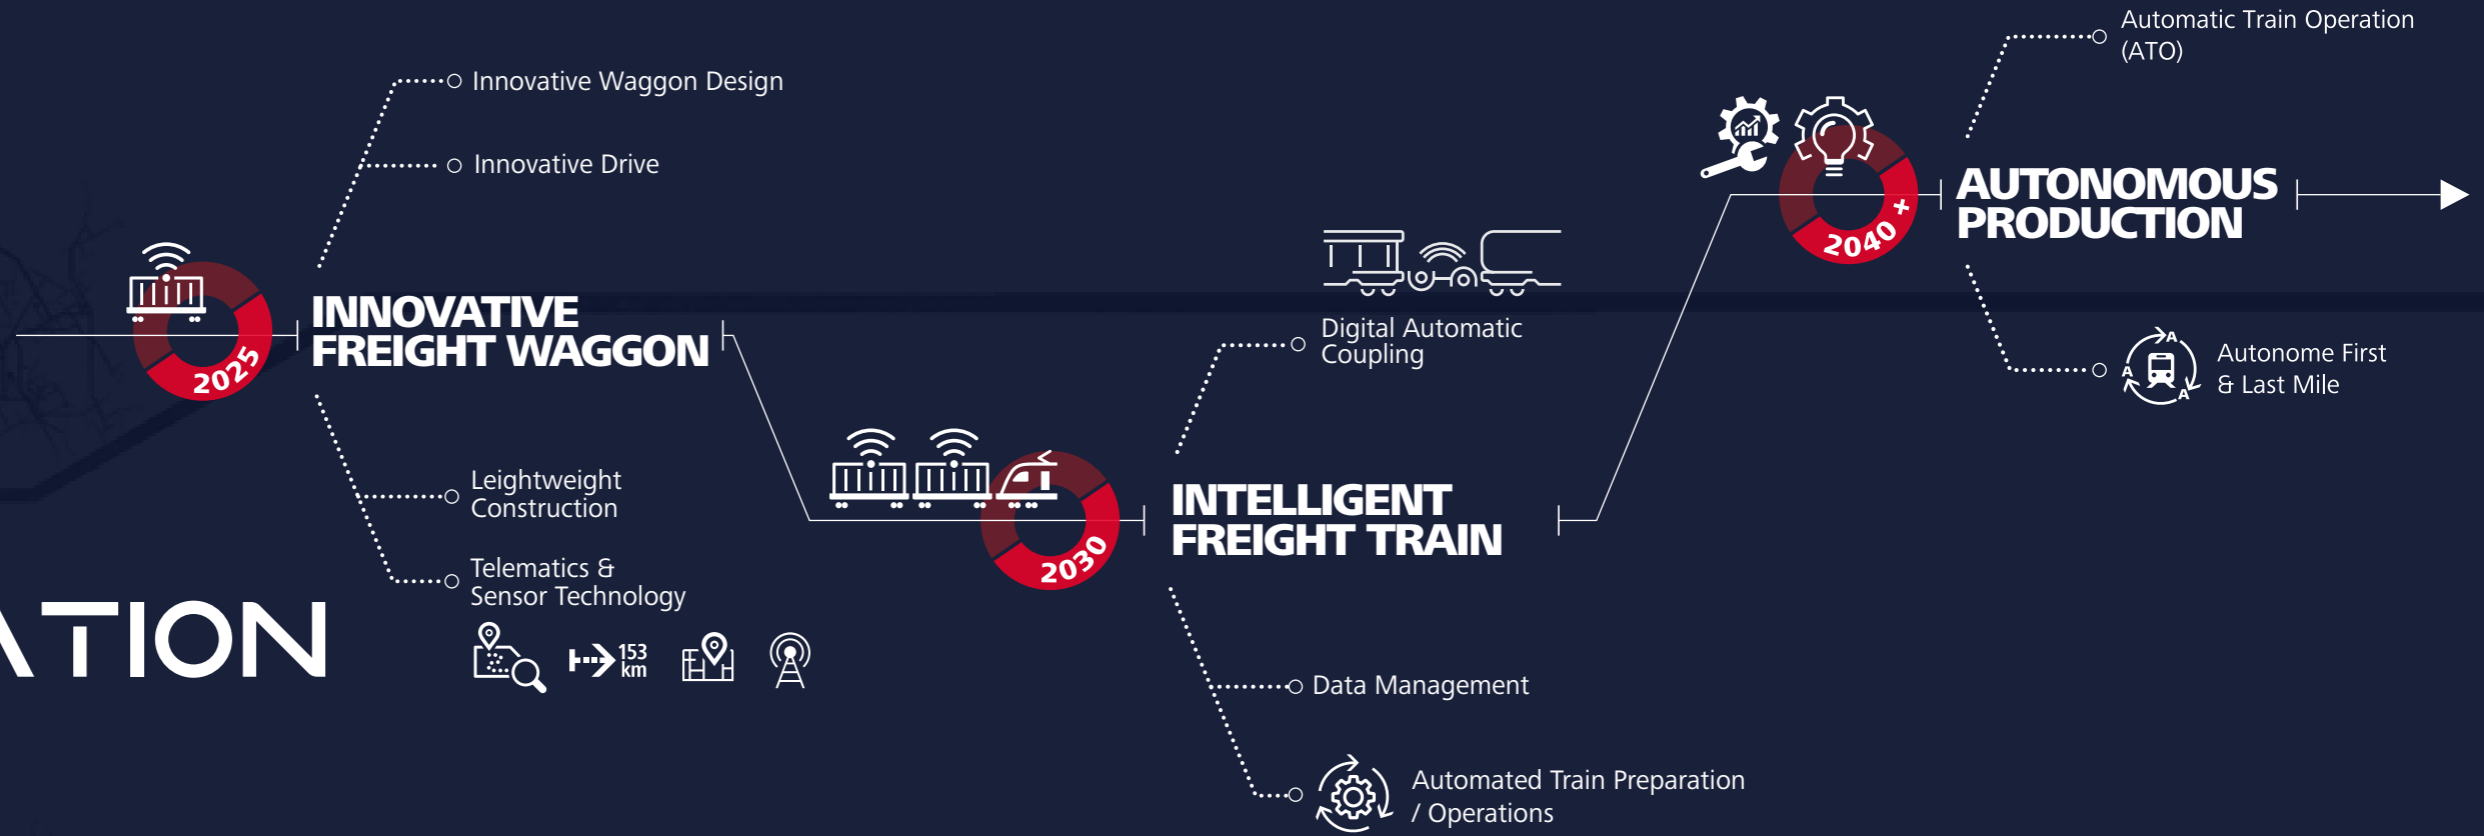 Innovative Waggon Design
Innovative Drive
2025
INNOVATIVE
FREIGHT WAGGON
Leightweight
Construction
Telematics &
Sensor Technology
153
km
ATION
Digital Automatic
Coupling
2030
INTELLIGENT
FREIGHT TRAIN
Data Management
Automated Train Preparation
/ Operations
Automatic Train Operation
(ATO)
2040 +
AUTONOMOUS
PRODUCTION
A
A
A
Autonome First
& Last Mile